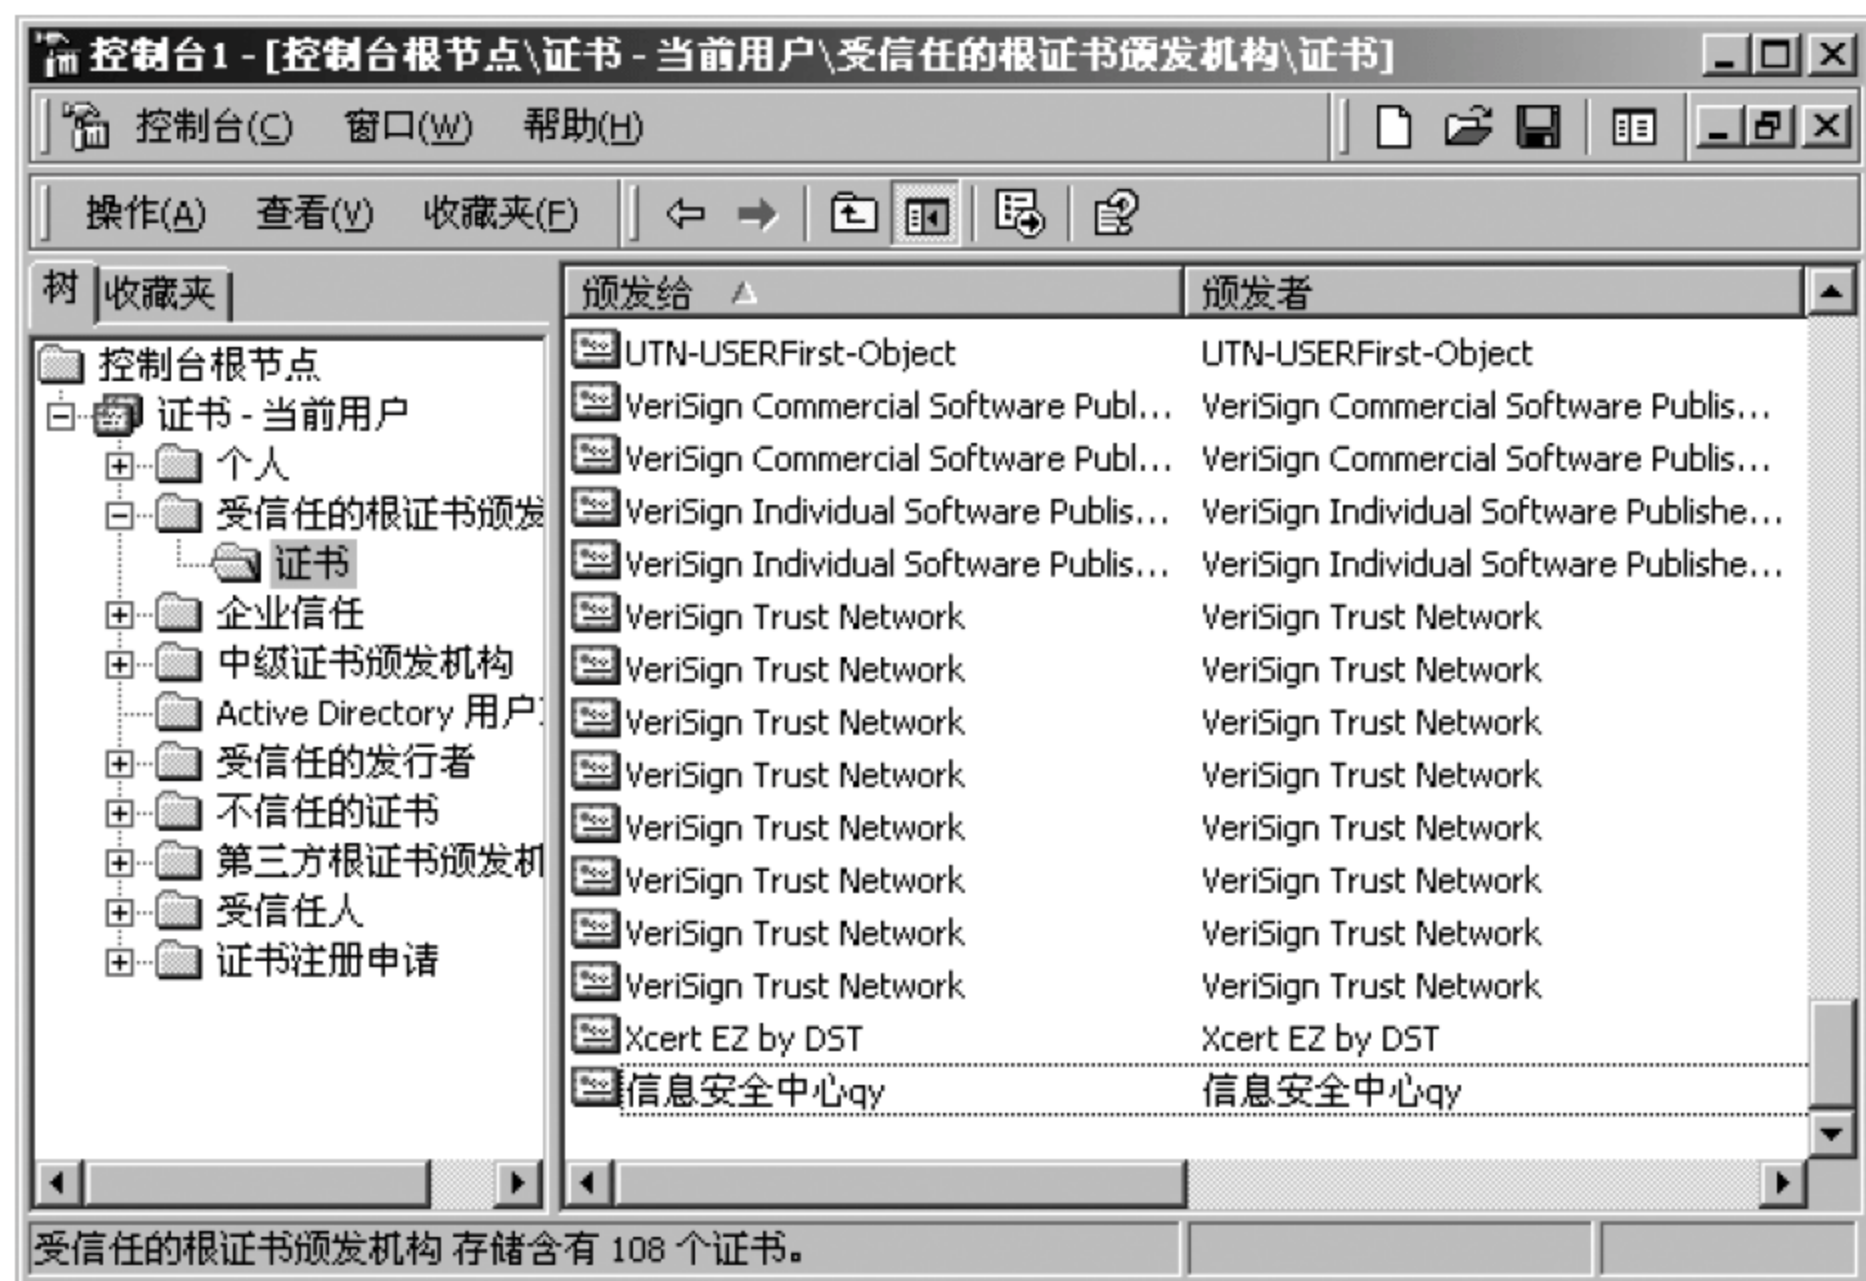 控制台1 - [控制台根节点\证书 - 当前用户\受信任的根证书颁发机构\证书]
控制台(C) 窗口(W) 帮助(H)
操作(A) 查看(V) 收藏夹(F)
树 收藏夹
控制台根节点
证书 - 当前用户
个人
受信任的根证书颁发
证书
企业信任
中级证书颁发机构
Active Directory 用户
受信任的发行者
不信任的证书
第三方根证书颁发机
受信任人
证书注册申请
颁发给 颁发者
UTN-USERFirst-Object UTN-USERFirst-Object
VeriSign Commercial Software Publ... VeriSign Commercial Software Publis...
VeriSign Commercial Software Publ... VeriSign Commercial Software Publis...
VeriSign Individual Software Publis... VeriSign Individual Software Publishe...
VeriSign Individual Software Publis... VeriSign Individual Software Publishe...
VeriSign Trust Network VeriSign Trust Network
VeriSign Trust Network VeriSign Trust Network
VeriSign Trust Network VeriSign Trust Network
VeriSign Trust Network VeriSign Trust Network
VeriSign Trust Network VeriSign Trust Network
VeriSign Trust Network VeriSign Trust Network
VeriSign Trust Network VeriSign Trust Network
VeriSign Trust Network VeriSign Trust Network
Xcert EZ by DST Xcert EZ by DST
信息安全中心qy 信息安全中心qy
受信任的根证书颁发机构 存储含有 108 个证书。